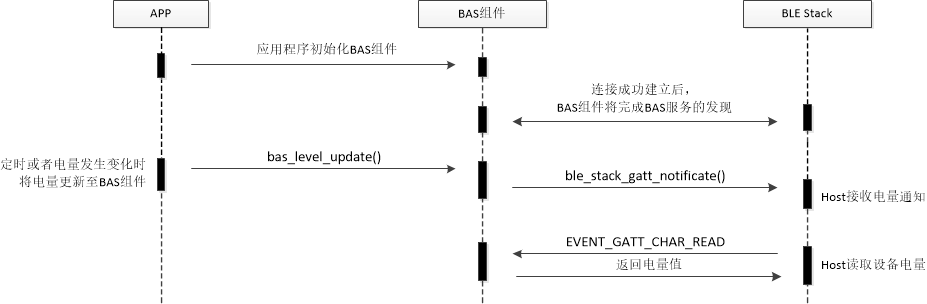 APP
BAS组件
BLE Stack
应用程序初始化BAS组件
连接成功建立后，
BAS组件将完成BAS服务的发现
定时或者电量发生变化时
将电量更新至BAS组件
bas_level_update()
ble_stack_gatt_notificate()
Host接收电量通知
EVENT_GATT_CHAR_READ
返回电量值
Host读取设备电量